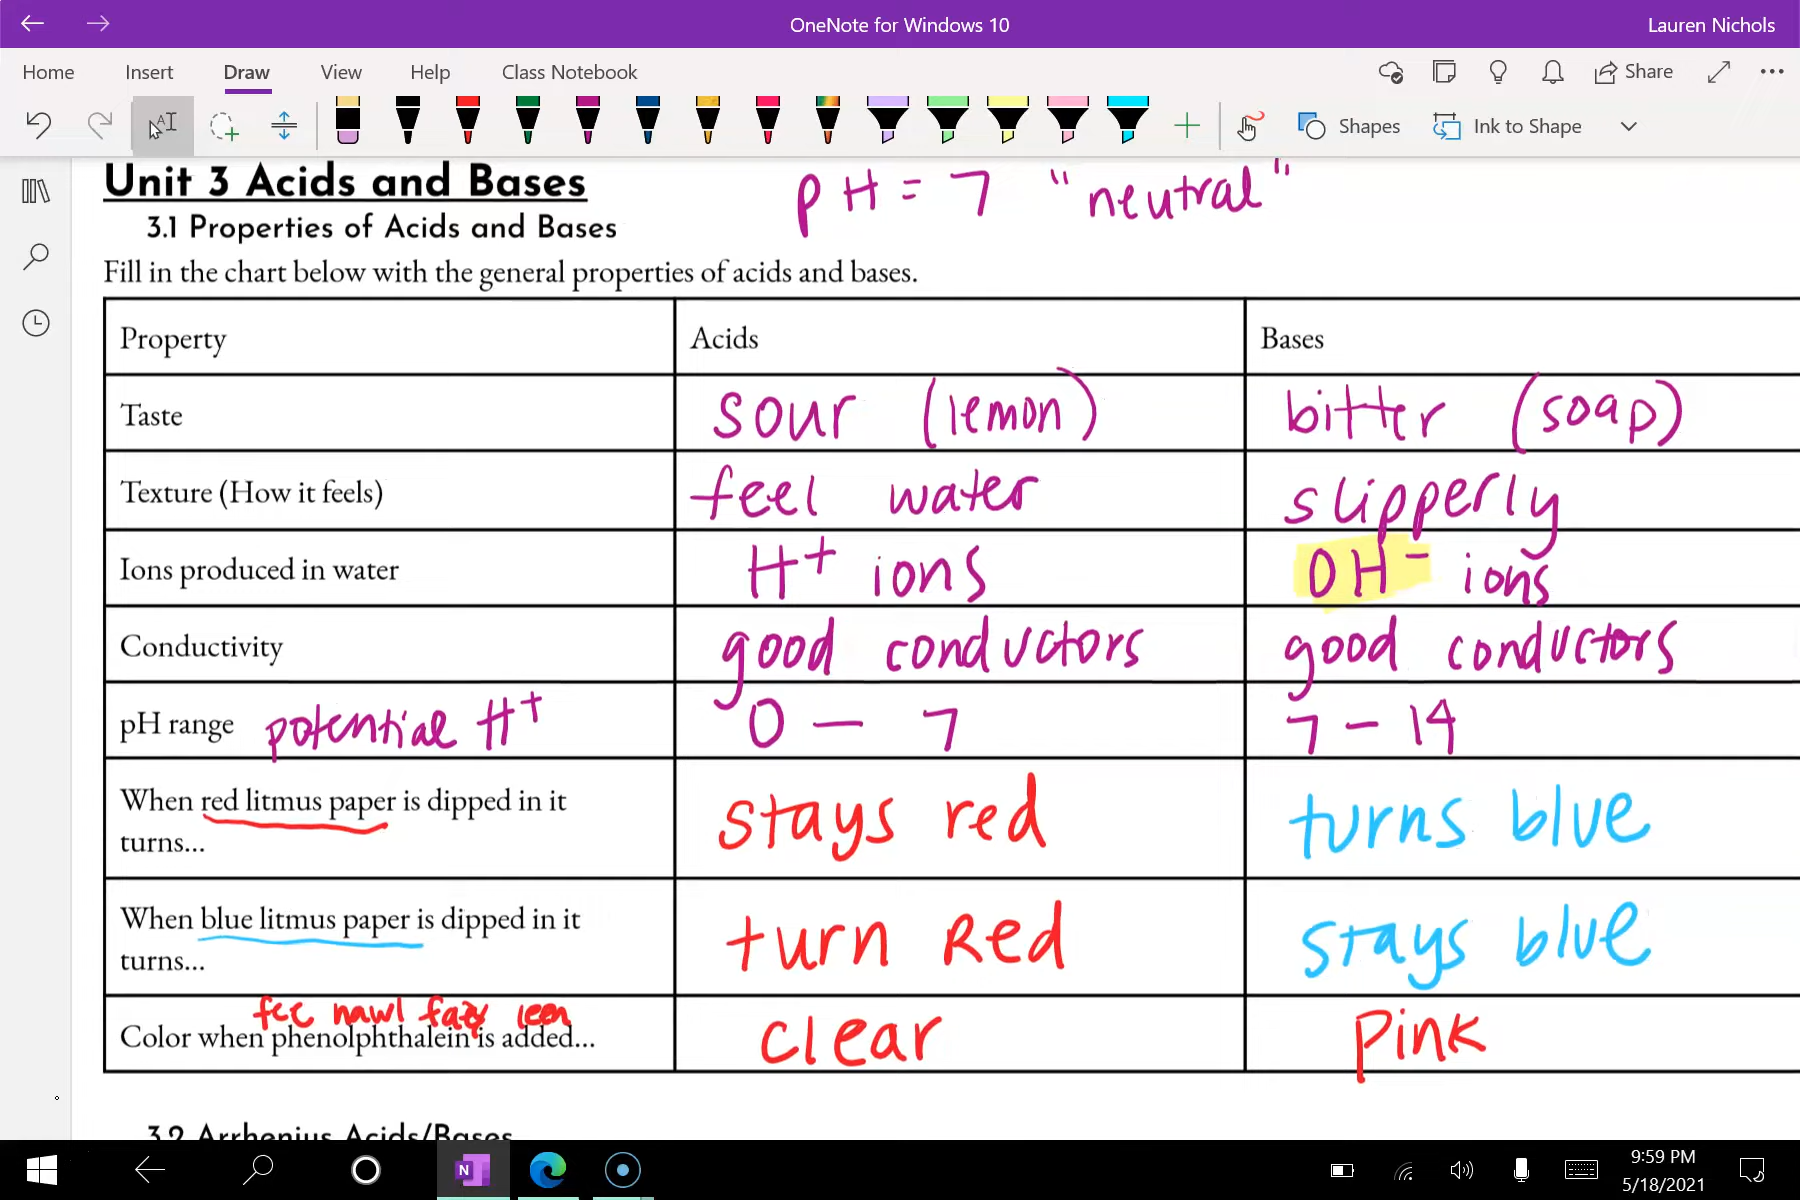 OneNote for Windows 10
Lauren Nichols
Home Insert Draw View Help Class Notebook Share
Shapes Ink to Shape
Unit 3 Acids and Bases
pH = 7 "neutral"
3.1 Properties of Acids and Bases
Fill in the chart below with the general properties of acids and bases.
Property Acids Bases
Taste sour (lemon) bitter (soap)
Texture (How it feels) feel water slipperly
Ions produced in water H+ ions OH- ions
Conductivity good conductors good conductors
pH range potential H+ 0 - 7 7 - 14
When red litmus paper is dipped in it
turns... stays red turns blue
When blue litmus paper is dipped in it
turns... turn Red stays blue
nawl
Color when phenolphthalein is added... clear Pink
3.2 Arrhenius Acids/Bases
9:59 PM
5/18/2021